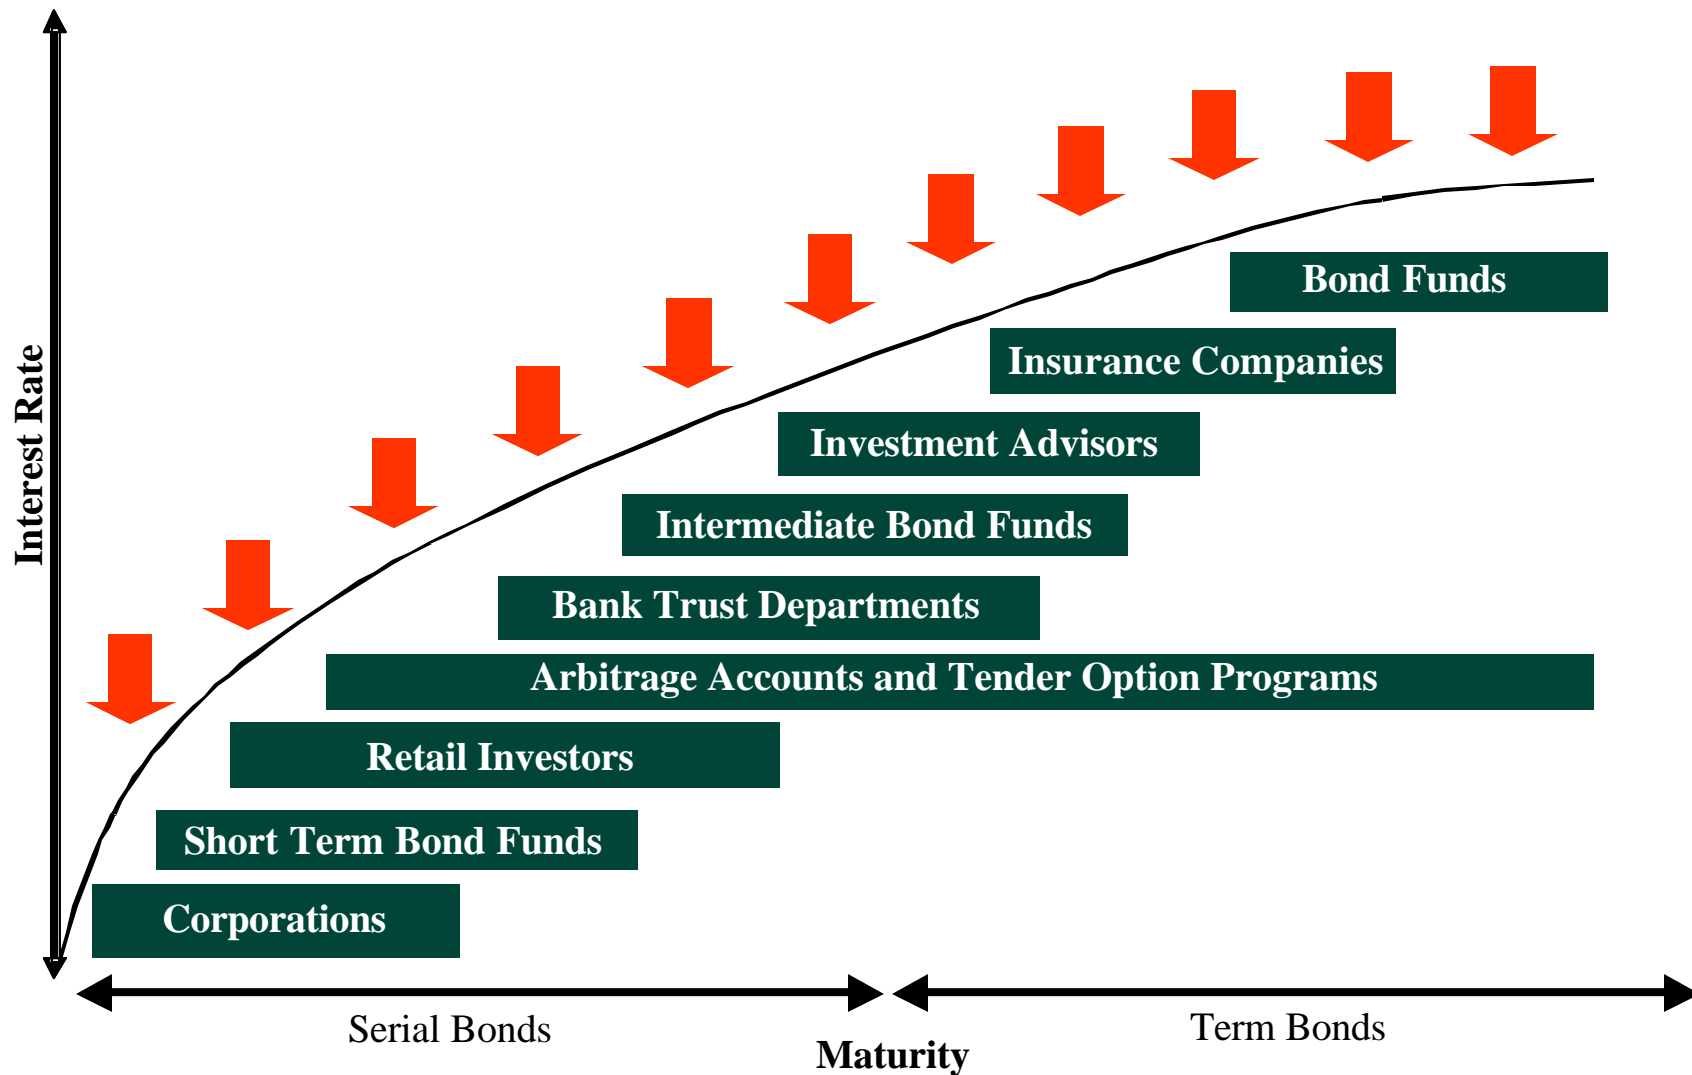 Interest Rate
Bond Funds
Insurance Companies
Investment Advisors
Intermediate Bond Funds
Bank Trust Departments
Arbitrage Accounts and Tender Option Programs
Retail Investors
Short Term Bond Funds
Corporations
Serial Bonds
Term Bonds
Maturity